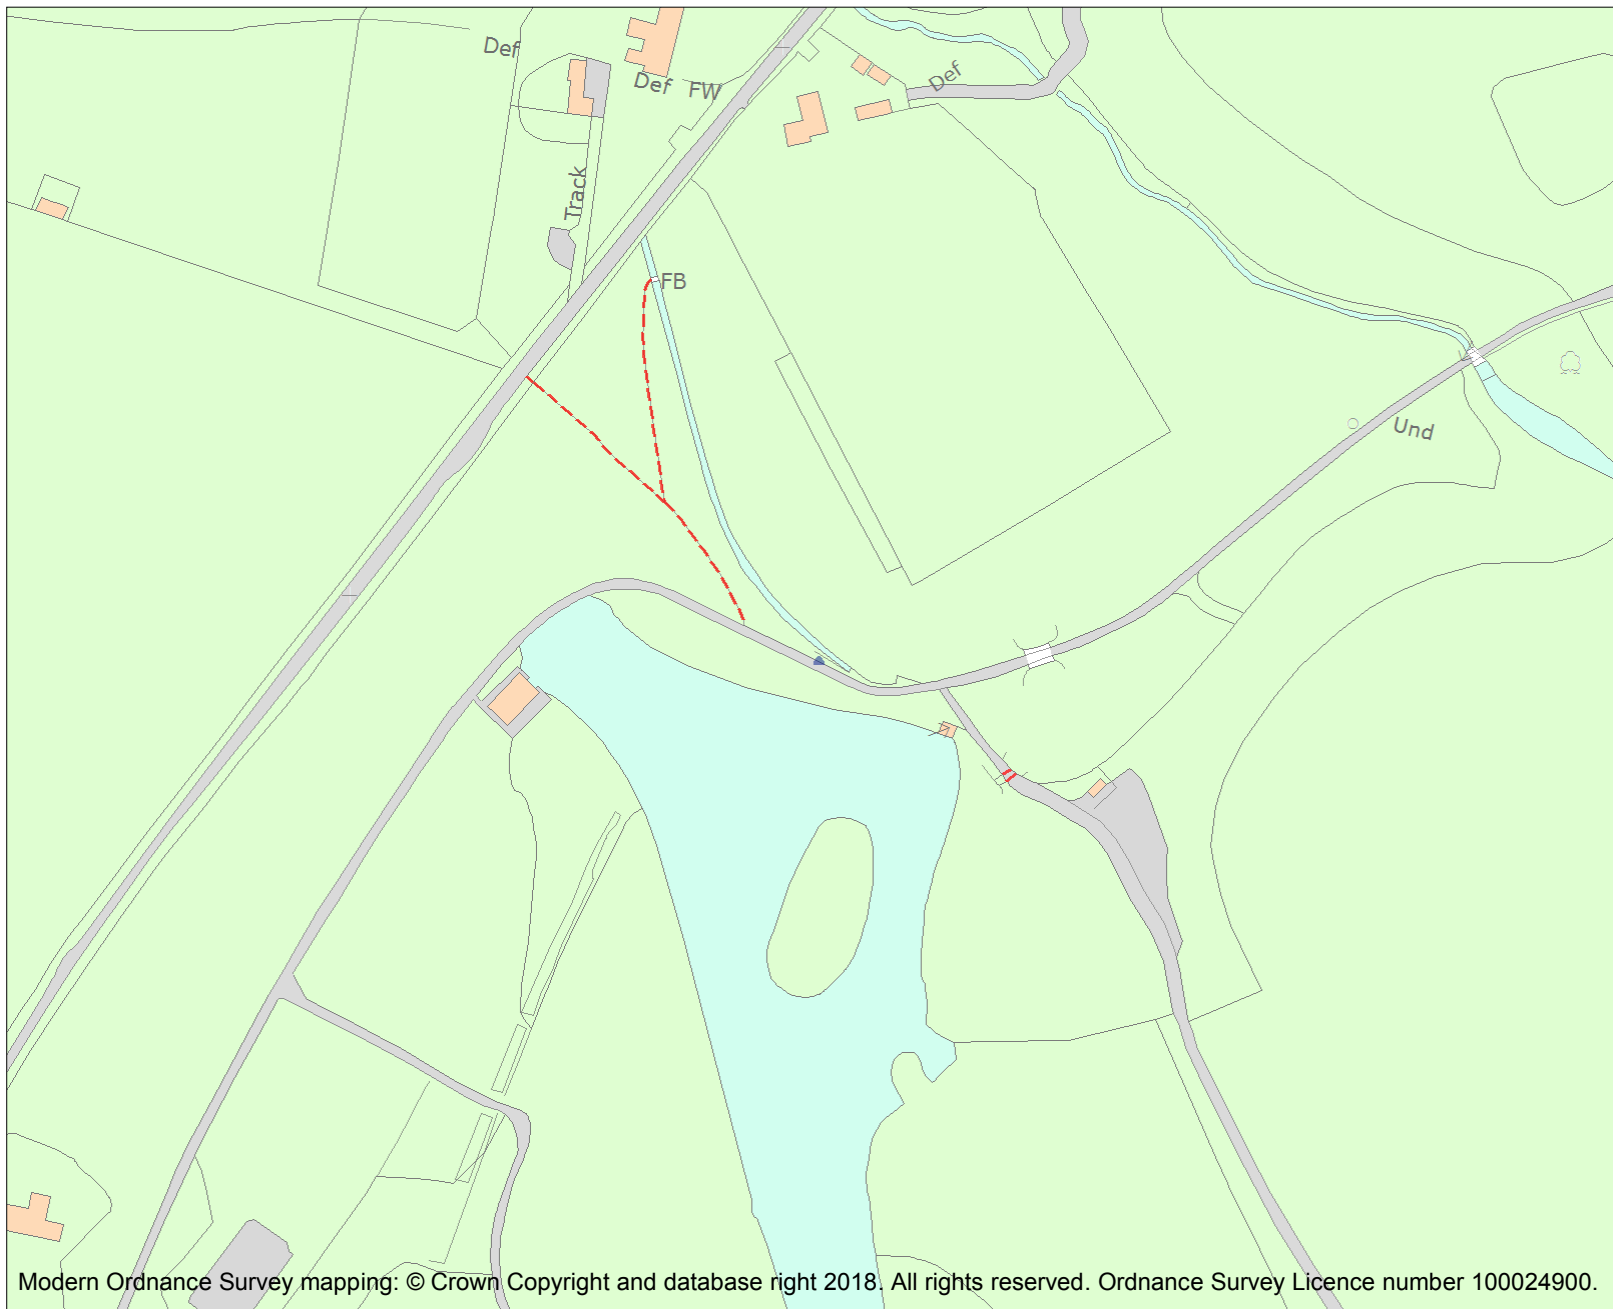 Def
Def FW
Def
Track
FB
Und
Modern Ordnance Survey mapping: © Crown Copyright and database right 2018. All rights reserved. Ordnance Survey Licence number 100024900.